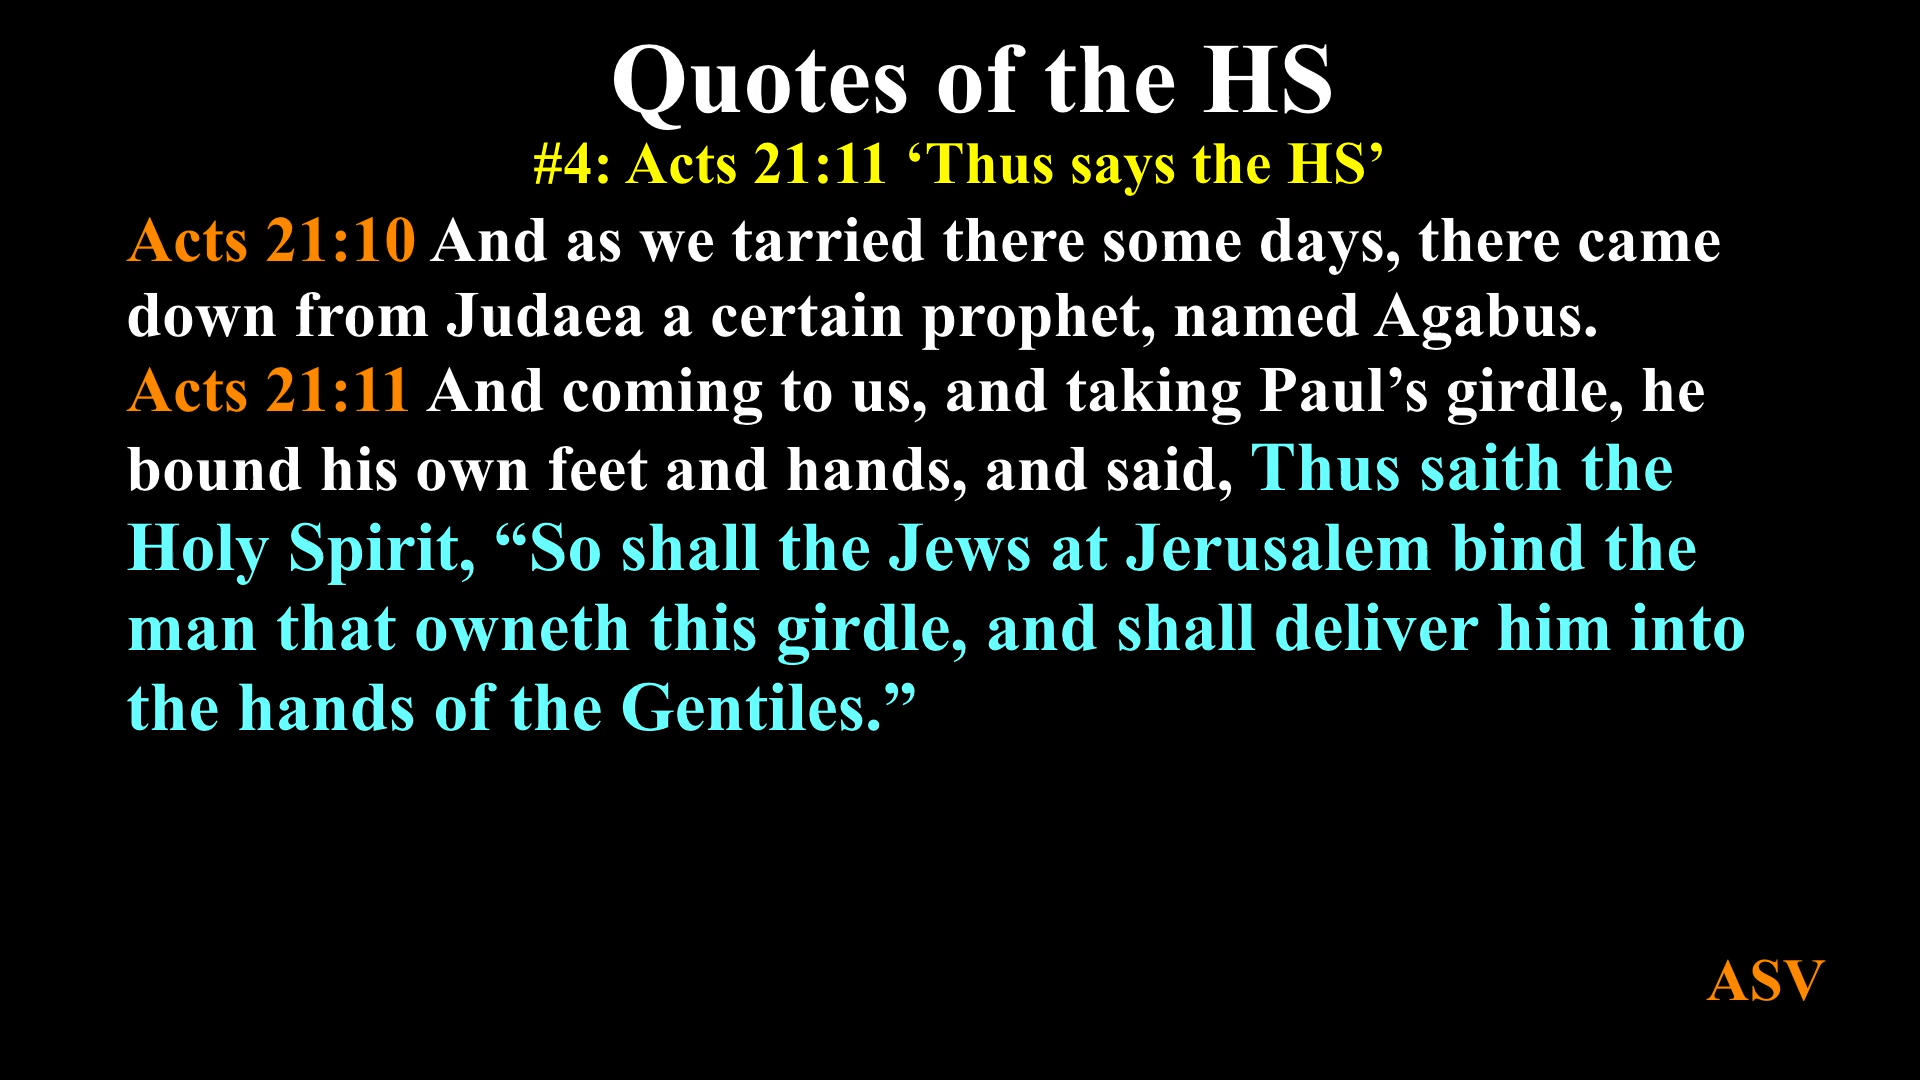 Quotes of the HS
#4: Acts 21:11 ‘Thus says the HS’
Acts 21:10 And as we tarried there some days, there came
down from Judaea a certain prophet, named Agabus.
Acts 21:11 And coming to us, and taking Paul’s girdle, he
bound his own feet and hands, and said, Thus saith the
Holy Spirit, “So shall the Jews at Jerusalem bind the
man that owneth this girdle, and shall deliver him into
the hands of the Gentiles.”
ASV